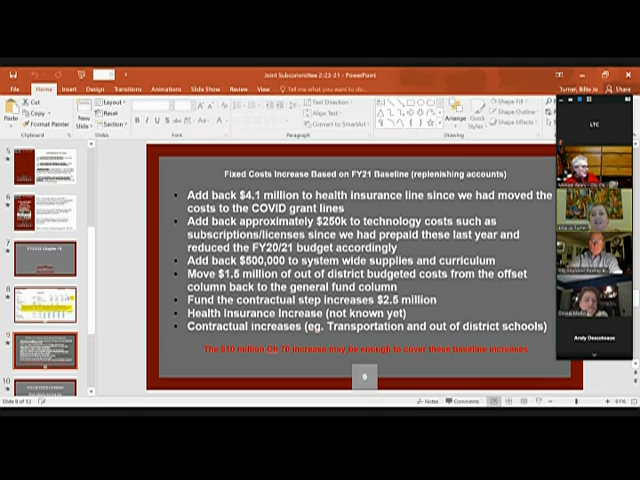 Joint Subcommittee 2-23-21 - PowerPoint
File Home Insert Design Transitions Animations Slide Show Review View Tell me what you want to do... Turner, Billie Jo Share
Cut
Copy
Format Painter
Paste
Clipboard
New
Slide
Layout
Reset
Section
Slides
Font
Text Direction
Align Text
Convert to SmartArt
Paragraph
Arrange
Quick
Styles
Shape Fill
Shape Outline
Shape Effects
Drawing
LTC
Andy Descoteaux
5
6
7
8
9
10
Fixed Costs Increase Based on FY21 Baseline (replenishing accounts)
• Add back $4.1 million to health insurance line since we had moved the
costs to the COVID grant lines
• Add back approximately $250k to technology costs such as
subscriptions/licenses since we had prepaid these last year and
reduced the FY20/21 budget accordingly
• Add back $500,000 to system wide supplies and curriculum
• Move $1.5 million of out of district budgeted costs from the offset
column back to the general fund column
• Fund the contractual step increases $2.5 million
• Health Insurance Increase (not known yet)
• Contractual increases (eg. Transportation and out of district schools)
The $10 million Ch 70 increase may be enough to cover these baseline increases
9
Slide 9 of 12
Notes
Comments
91%